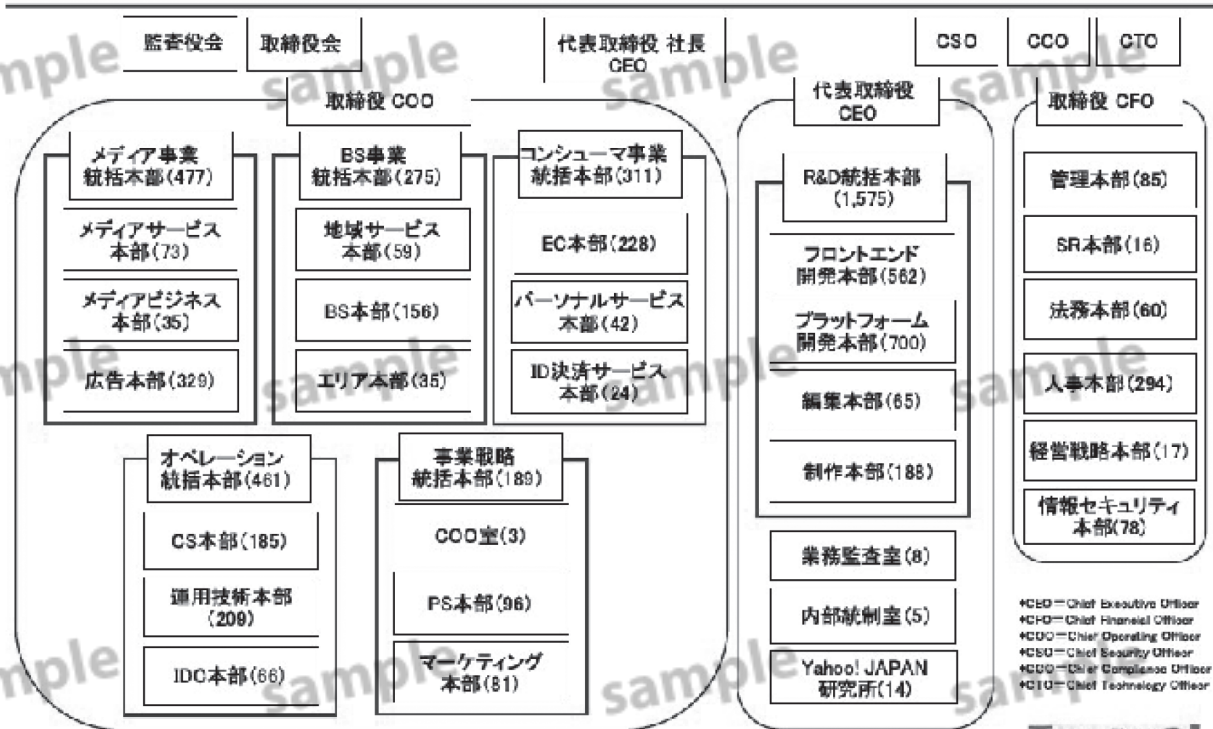 監査役会
取締役会
代表取締役 社長
CEO
CSO
CCO
CTO
取締役 COO
メディア事業
統括本部(477)
メディアサービス
本部(73)
メディアビジネス
本部(35)
広告本部(329)
BS事業
統括本部(275)
地域サービス
本部(59)
BS本部(156)
エリア本部(35)
コンシューマ事業
統括本部(311)
EC本部(228)
パーソナルサービス
本部(42)
ID決済サービス
本部(24)
オペレーション
統括本部(461)
CS本部(185)
運用技術本部
(209)
IDC本部(66)
事業戦略
統括本部(189)
COO室(3)
PS本部(96)
マーケティング
本部(81)
代表取締役
CEO
R&D統括本部
(1,575)
フロントエンド
開発本部(562)
プラットフォーム
開発本部(700)
編集本部(65)
制作本部(188)
業務監査室(8)
内部統制室(5)
Yahoo! JAPAN
研究所(14)
取締役 CFO
管理本部(85)
SR本部(16)
法務本部(60)
人事本部(294)
経営戦略本部(17)
情報セキュリティ
本部(78)
*CEO=Chief Executive Officer
*CFO=Chief Financial Officer
*COO=Chief Operating Officer
*CSO=Chief Security Officer
*CCO=Chief Compliance Officer
*CTO=Chief Technology Officer
sample
sample
sample
sample
sample
sample
sample
sample
sample
sample
sample
sample